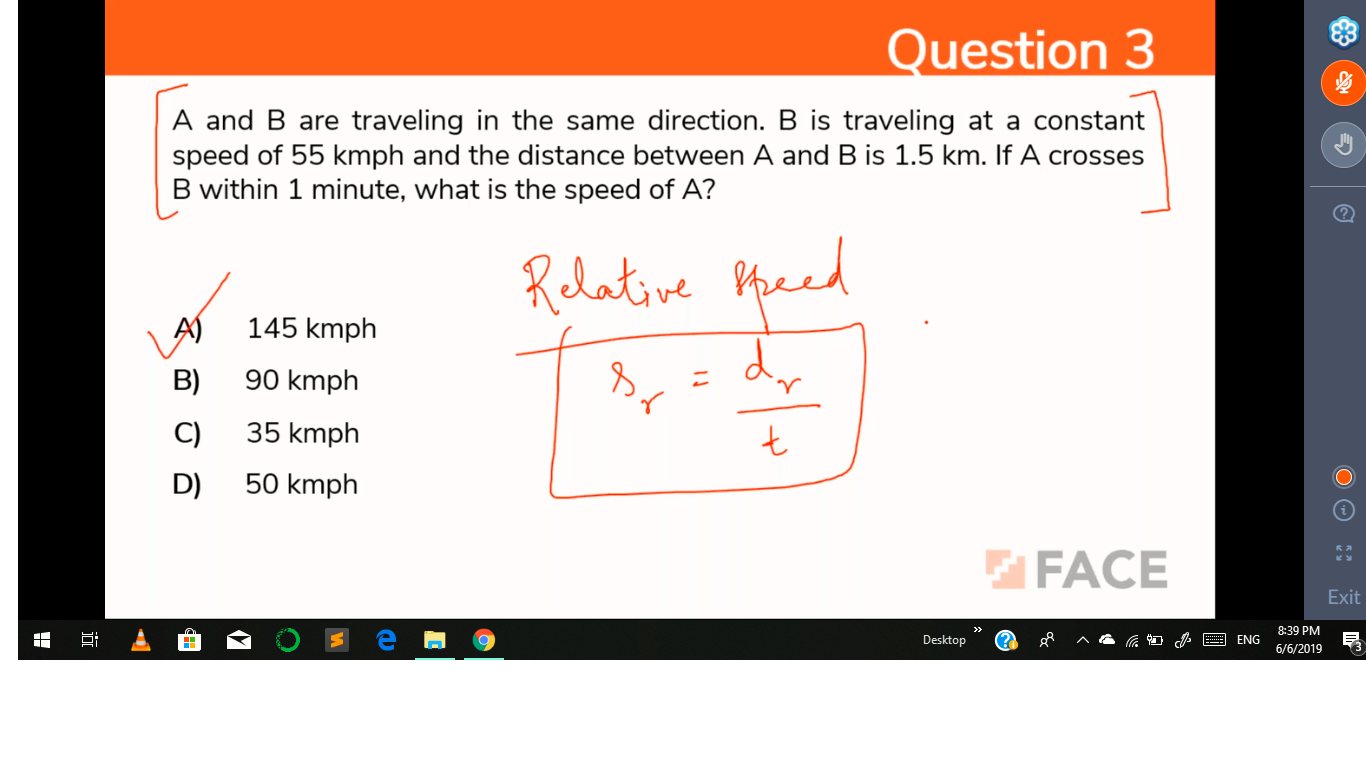 Question 3
A and B are traveling in the same direction. B is traveling at a constant
speed of 55 kmph and the distance between A and B is 1.5 km. If A crosses
B within 1 minute, what is the speed of A?
Relative speed
A) 145 kmph
B) 90 kmph
C) 35 kmph
D) 50 kmph
s_r = d_r / t
FACE
Exit
Desktop
ENG
8:39 PM
6/6/2019
3